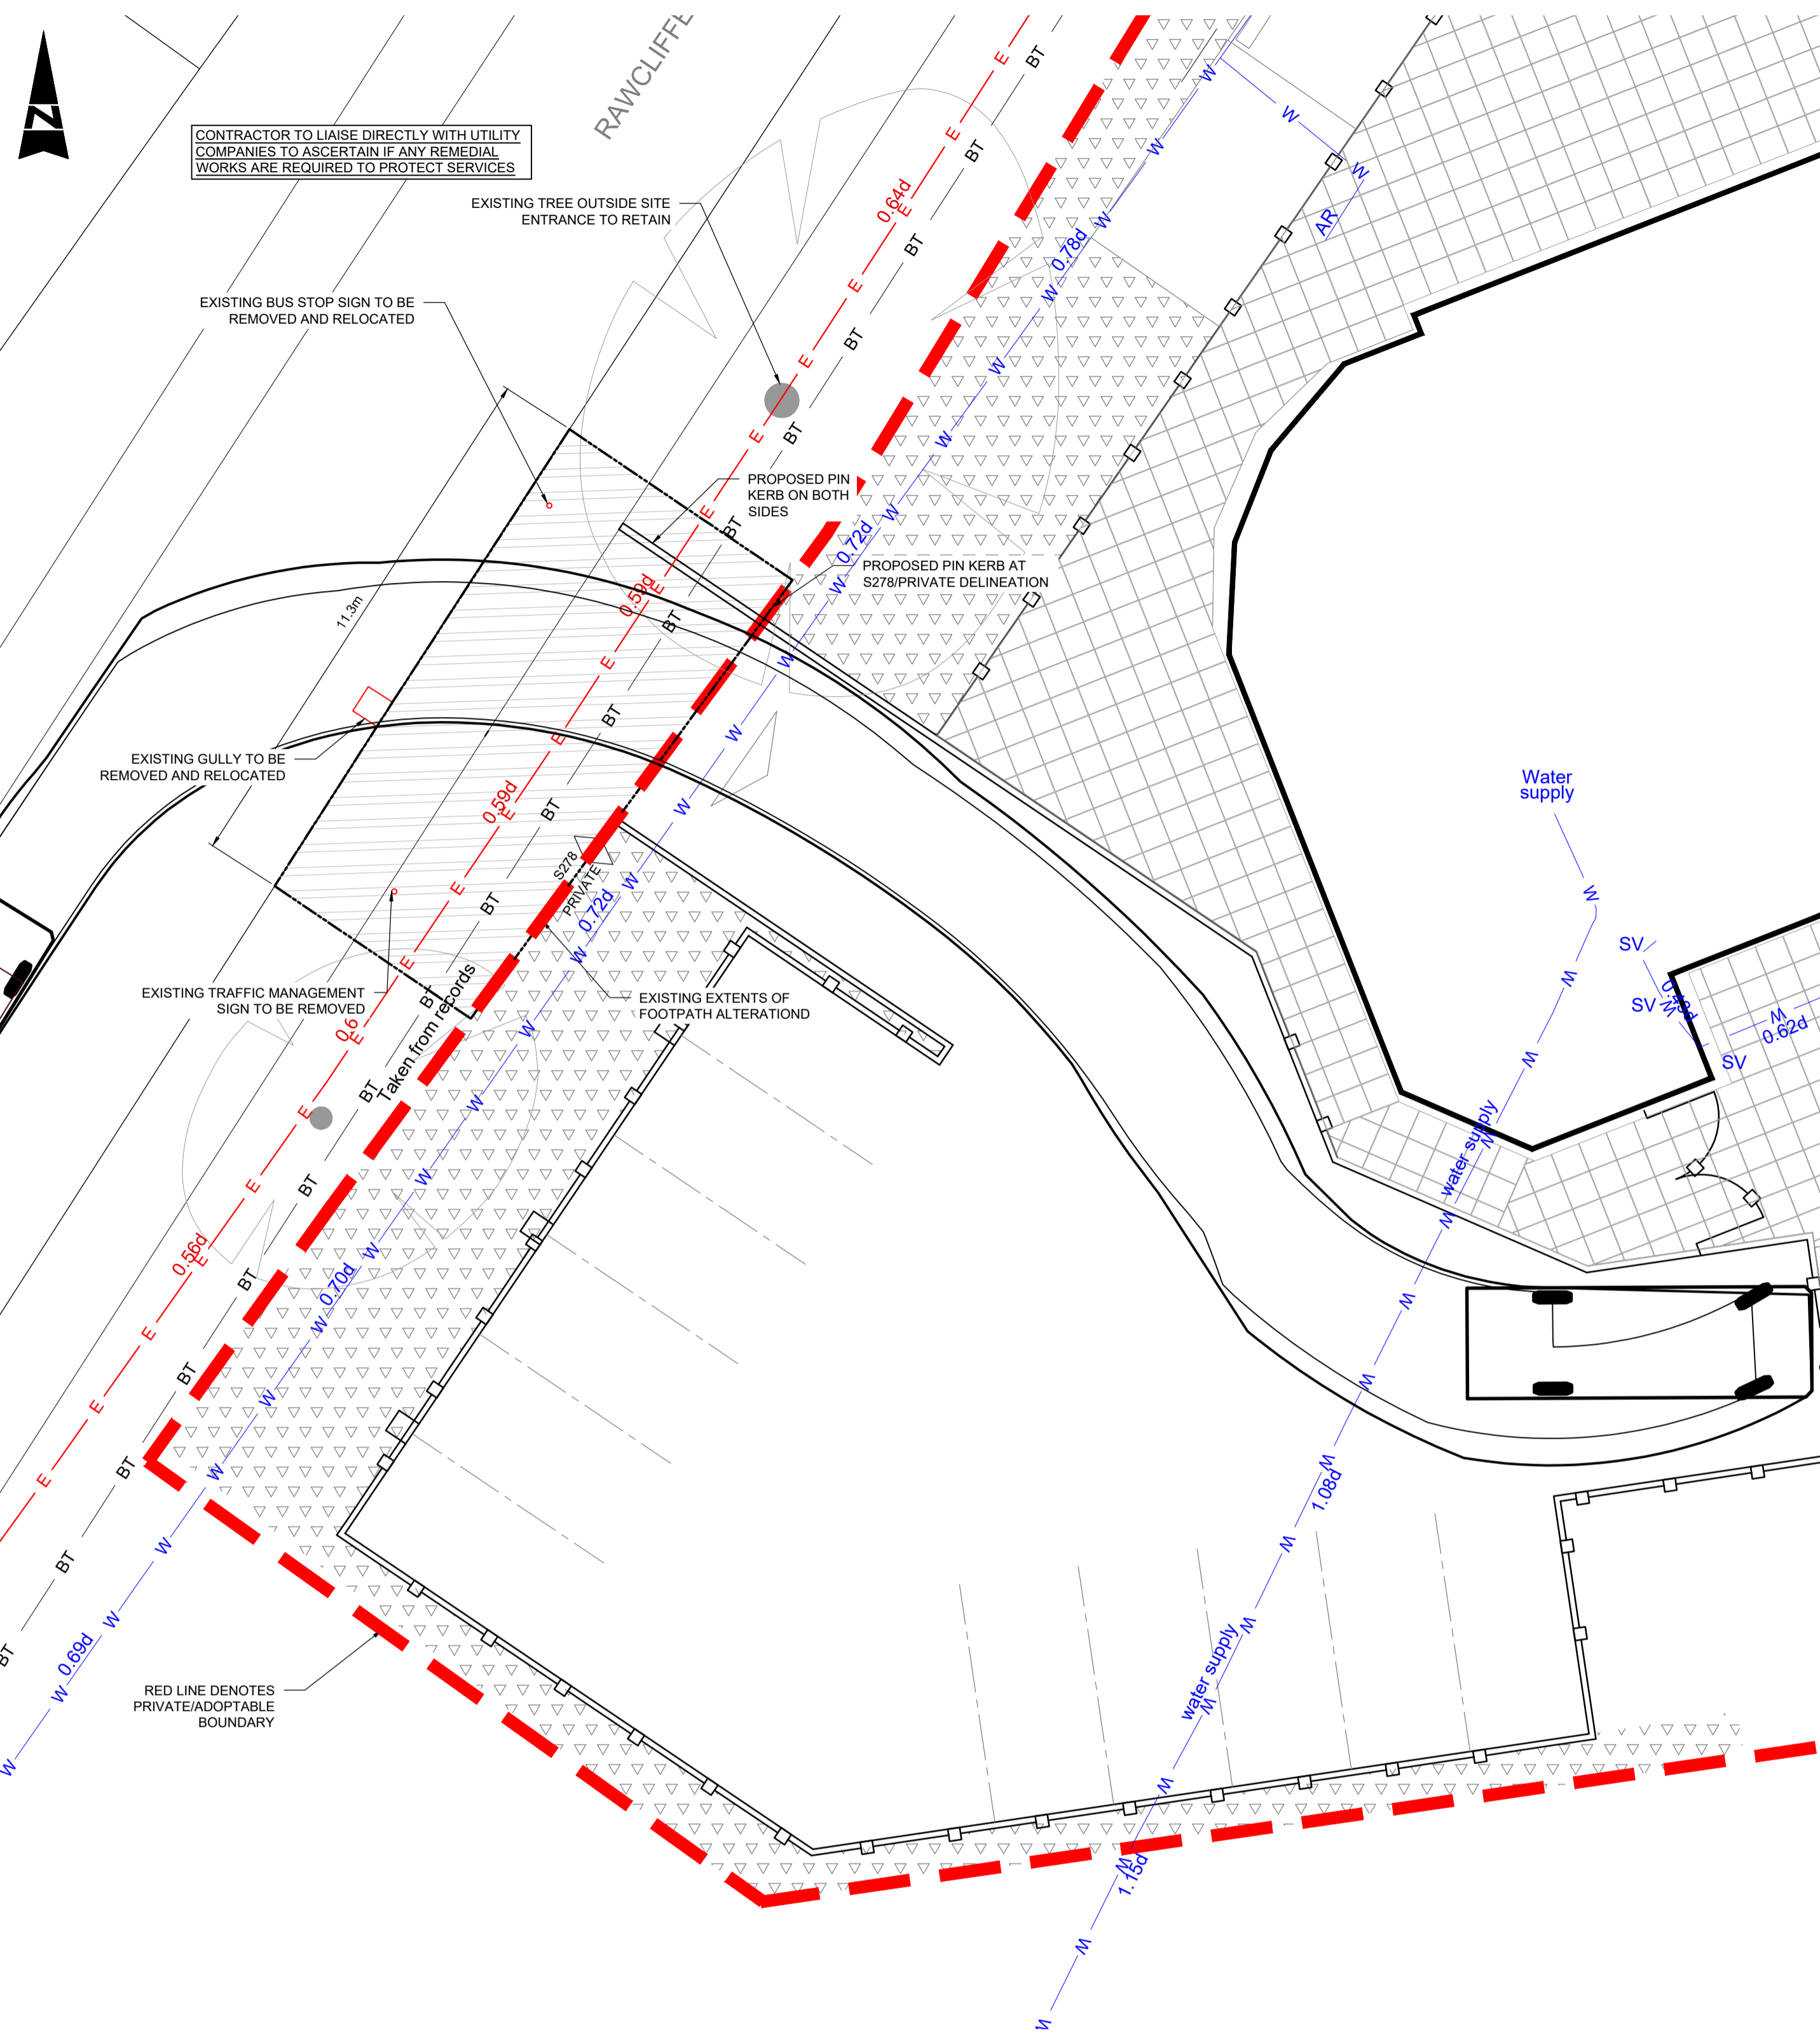 RAWCLIFFE
N
CONTRACTOR TO LIAISE DIRECTLY WITH UTILITY
COMPANIES TO ASCERTAIN IF ANY REMEDIAL
WORKS ARE REQUIRED TO PROTECT SERVICES
EXISTING TREE OUTSIDE SITE
ENTRANCE TO RETAIN
EXISTING BUS STOP SIGN TO BE
REMOVED AND RELOCATED
PROPOSED PIN
KERB ON BOTH
SIDES
PROPOSED PIN KERB AT
S278/PRIVATE DELINEATION
11.3m
EXISTING GULLY TO BE
REMOVED AND RELOCATED
S278
PRIVATE
EXISTING TRAFFIC MANAGEMENT
SIGN TO BE REMOVED
EXISTING EXTENTS OF
FOOTPATH ALTERATIOND
Taken from records
RED LINE DENOTES
PRIVATE/ADOPTABLE
BOUNDARY
0.64d
0.59d
0.59d
0.6
0.56d
0.78d
0.72d
0.72d
0.70d
0.69d
AR
Water
supply
SV
SV
SV
0.43d
0.62d
water supply
1.08d
water supply
1.15d
E
BT
W